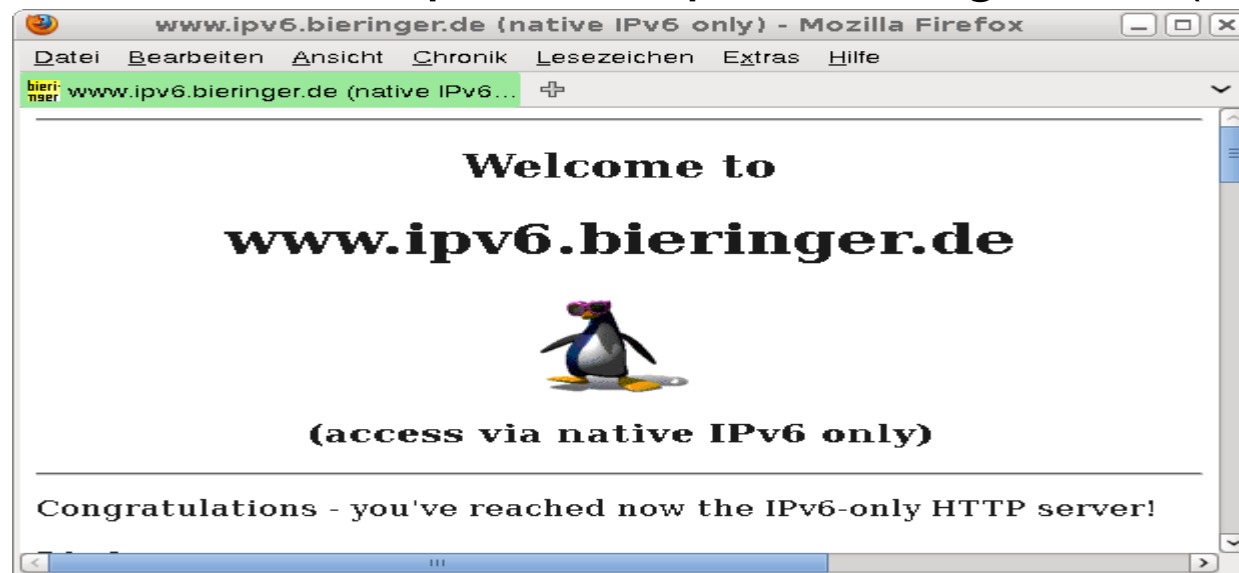 www.ipv6.bieringer.de (native IPv6 only) - Mozilla Firefox
Datei Bearbeiten Ansicht Chronik Lesezeichen Extras Hilfe
bieri-
nger www.ipv6.bieringer.de (native IPv6...
Welcome to
www.ipv6.bieringer.de
(access via native IPv6 only)
Congratulations - you've reached now the IPv6-only HTTP server!